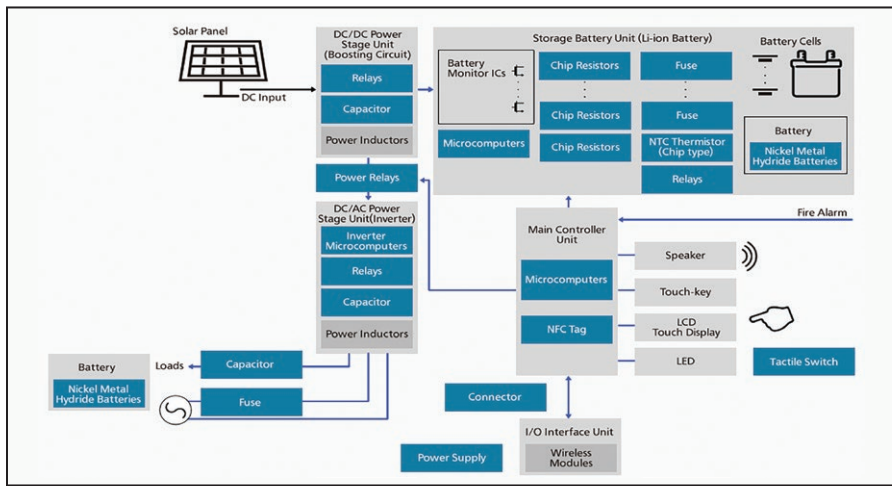 Solar Panel
DC Input
DC/DC Power
Stage Unit
(Boosting Circuit)
Relays
Capacitor
Power Inductors
Storage Battery Unit (Li-ion Battery)
Battery
Monitor ICs
Microcomputers
Chip Resistors
Chip Resistors
Chip Resistors
Fuse
Fuse
NTC Thermistor
(Chip type)
Relays
Battery Cells
Battery
Nickel Metal
Hydride Batteries
Power Relays
DC/AC Power
Stage Unit(Inverter)
Inverter
Microcomputers
Relays
Capacitor
Power Inductors
Main Controller
Unit
Microcomputers
NFC Tag
Fire Alarm
Speaker
Touch-key
LCD
Touch Display
LED
Tactile Switch
Battery
Nickel Metal
Hydride Batteries
Loads
Capacitor
Fuse
Connector
I/O Interface Unit
Wireless
Modules
Power Supply